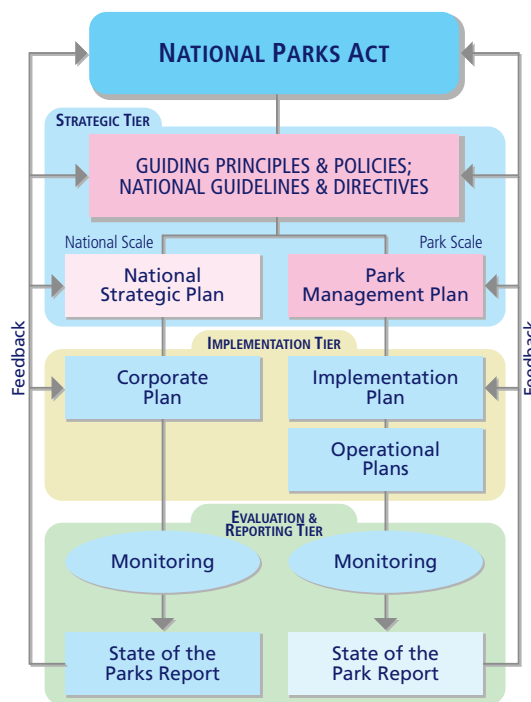 NATIONAL PARKS ACT
STRATEGIC TIER
GUIDING PRINCIPLES & POLICIES;
NATIONAL GUIDELINES & DIRECTIVES
National Scale
Park Scale
National
Strategic Plan
Park
Management Plan
IMPLEMENTATION TIER
Corporate
Plan
Implementation
Plan
Operational
Plans
EVALUATION &
REPORTING TIER
Monitoring
Monitoring
State of the
Parks Report
State of the
Park Report
Feedback
Feedback